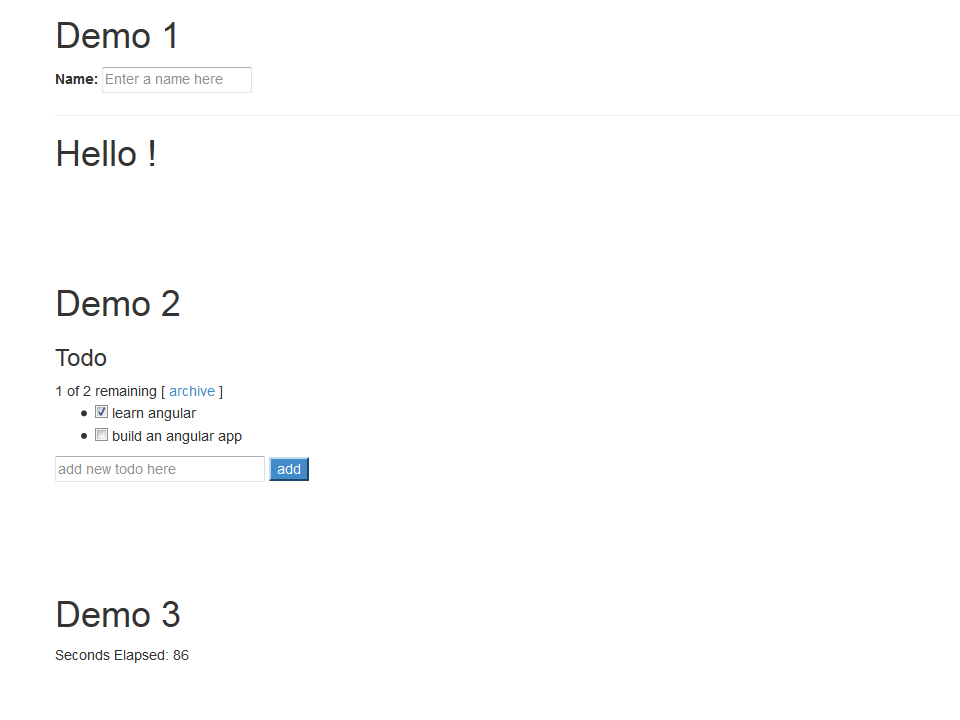 Demo 1
Name: Enter a name here
Hello !
Demo 2
Todo
1 of 2 remaining [ archive ]
learn angular
build an angular app
add new todo here add
Demo 3
Seconds Elapsed: 86